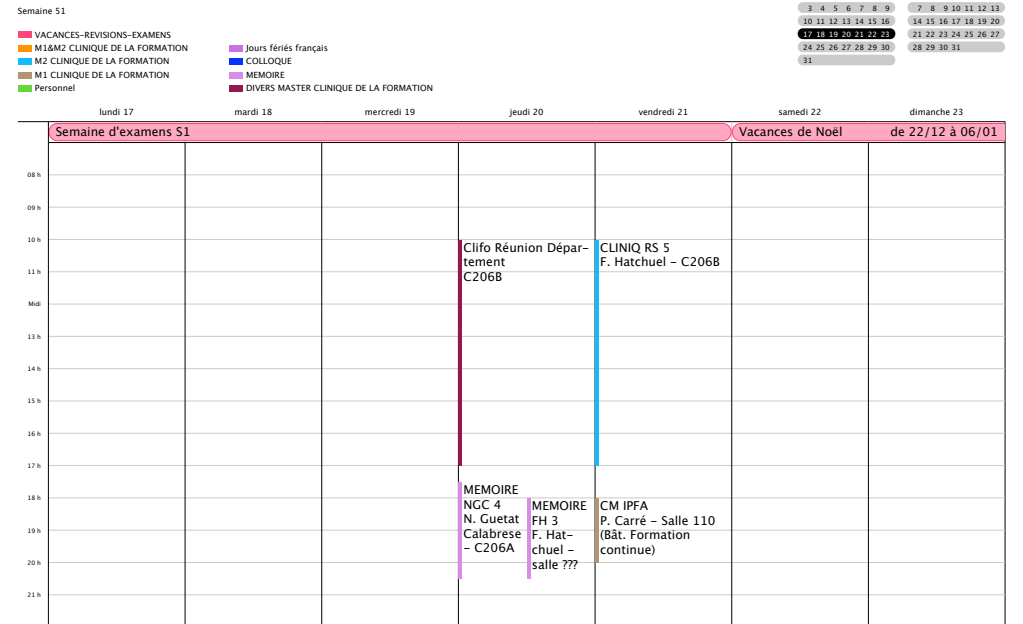 Semaine 51
3 4 5 6 7 8 9
7 8 9 10 11 12 13
10 11 12 13 14 15 16
14 15 16 17 18 19 20
17 18 19 20 21 22 23
21 22 23 24 25 26 27
24 25 26 27 28 29 30
28 29 30 31
31
VACANCES-REVISIONS-EXAMENS
M1&M2 CLINIQUE DE LA FORMATION
Jours fériés français
M2 CLINIQUE DE LA FORMATION
COLLOQUE
M1 CLINIQUE DE LA FORMATION
MEMOIRE
Personnel
DIVERS MASTER CLINIQUE DE LA FORMATION
lundi 17
mardi 18
mercredi 19
jeudi 20
vendredi 21
samedi 22
dimanche 23
Semaine d'examens S1
Vacances de Noël
de 22/12 à 06/01
08 h
09 h
10 h
Clifo Réunion Dépar-
tement
C206B
CLINIQ RS 5
F. Hatchuel - C206B
11 h
Midi
13 h
14 h
15 h
16 h
17 h
MEMOIRE
NGC 4
N. Guetat
Calabrese
- C206A
MEMOIRE
FH 3
F. Hat-
chuel -
salle ???
CM IPFA
P. Carré - Salle 110
(Bât. Formation
continue)
18 h
19 h
20 h
21 h